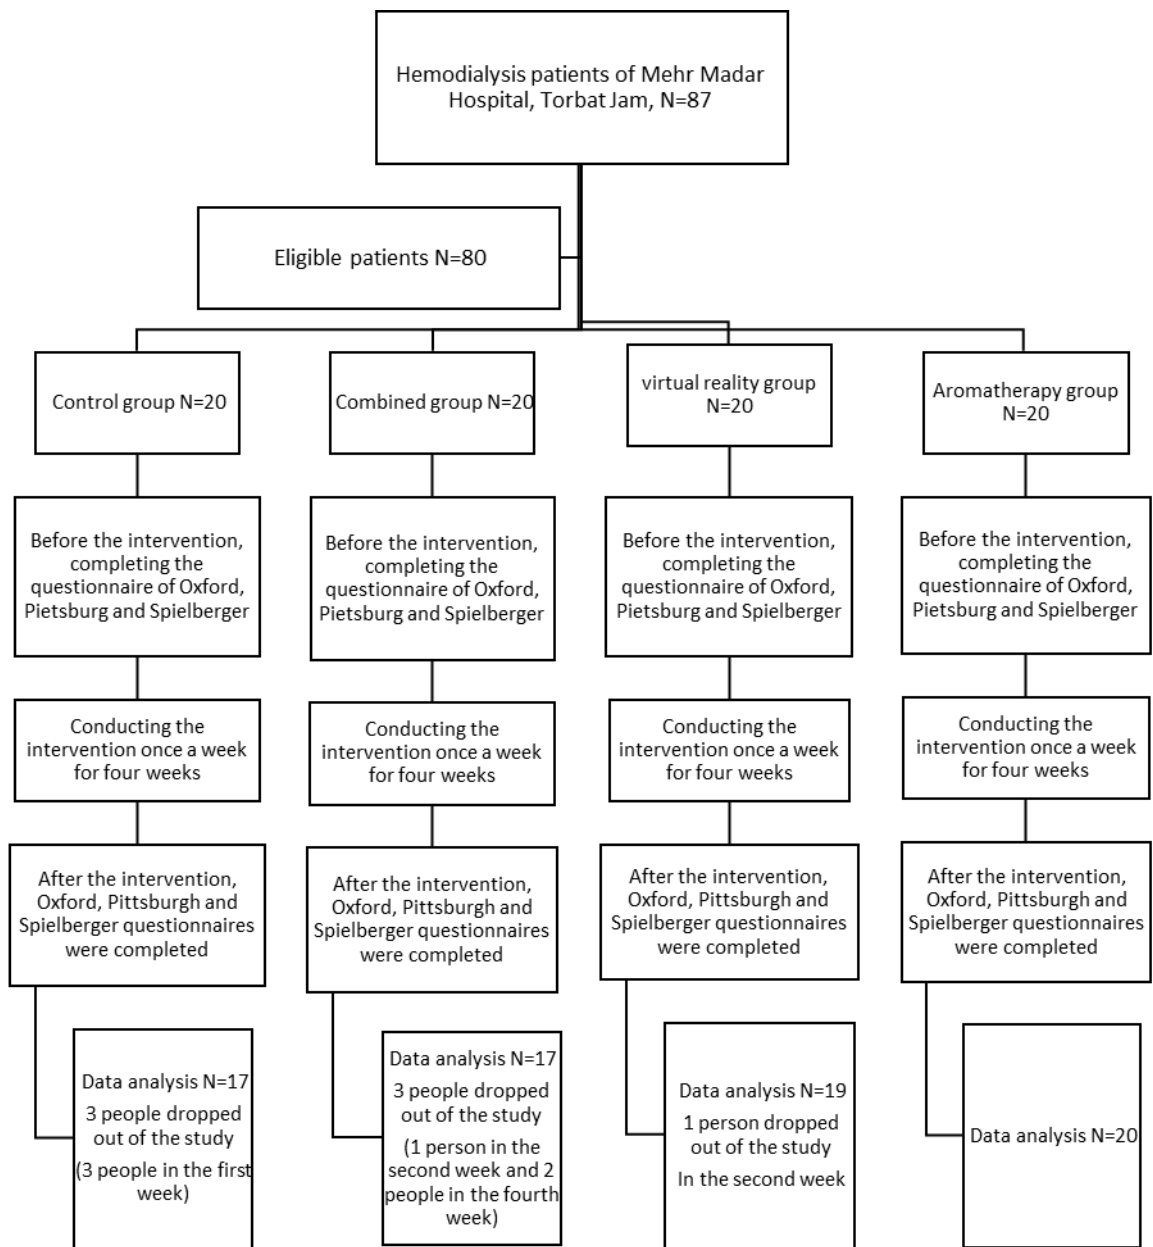 Hemodialysis patients of Mehr Madar
Hospital, Torbat Jam, N=87
Eligible patients N=80
Control group N=20
Combined group N=20
virtual reality group
N=20
Aromatherapy group
N=20
Before the intervention,
completing the
questionnaire of Oxford,
Pietsburg and Spielberger
Before the intervention,
completing the
questionnaire of Oxford,
Pietsburg and Spielberger
Before the intervention,
completing the
questionnaire of Oxford,
Pietsburg and Spielberger
Before the intervention,
completing the
questionnaire of Oxford,
Pietsburg and Spielberger
Conducting the
intervention once a week
for four weeks
Conducting the
intervention once a week
for four weeks
Conducting the
intervention once a week
for four weeks
Conducting the
intervention once a week
for four weeks
After the intervention,
Oxford, Pittsburgh and
Spielberger questionnaires
were completed
After the intervention,
Oxford, Pittsburgh and
Spielberger questionnaires
were completed
After the intervention,
Oxford, Pittsburgh and
Spielberger questionnaires
were completed
After the intervention,
Oxford, Pittsburgh and
Spielberger questionnaires
were completed
Data analysis N=17
3 people dropped
out of the study
(3 people in the first
week)
Data analysis N=17
3 people dropped
out of the study
(1 person in the
second week and 2
people in the fourth
week)
Data analysis N=19
1 person dropped
out of the study
In the second week
Data analysis N=20